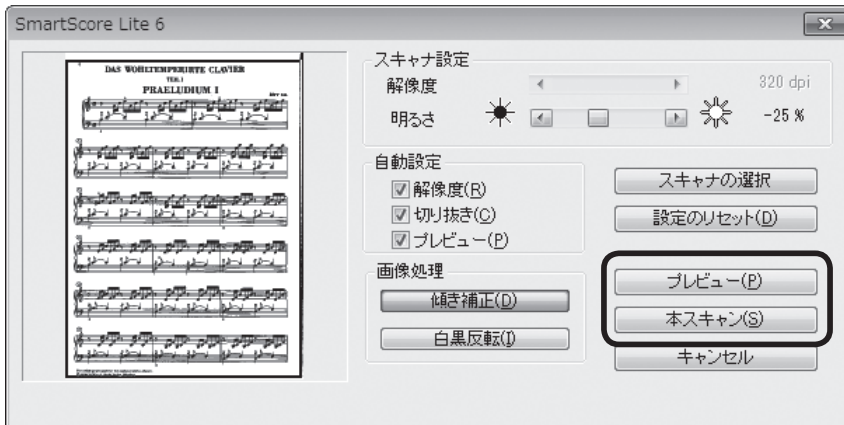 SmartScore Lite 6
DAS WOHLTEMPERIRTE CLAVIER
TEIL I
PRAELUDIUM I
スキャナ設定
解像度
320 dpi
明るさ
-25 %
自動設定
解像度(R)
切り抜き(C)
プレビュー(P)
画像処理
傾き補正(D)
白黒反転(I)
スキャナの選択
設定のリセット(D)
プレビュー(P)
本スキャン(S)
キャンセル